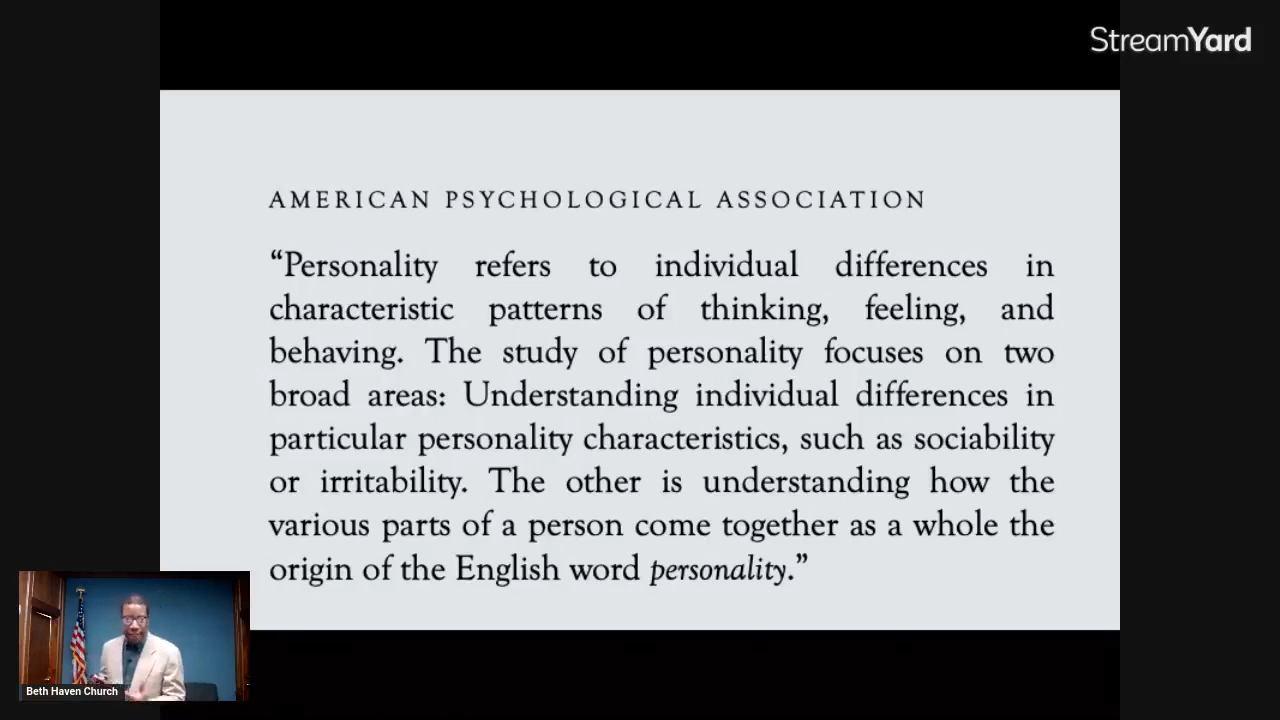 StreamYard
AMERICAN PSYCHOLOGICAL ASSOCIATION
“Personality refers to individual differences in
characteristic patterns of thinking, feeling, and
behaving. The study of personality focuses on two
broad areas: Understanding individual differences in
particular personality characteristics, such as sociability
or irritability. The other is understanding how the
various parts of a person come together as a whole the
origin of the English word personality.”
Beth Haven Church